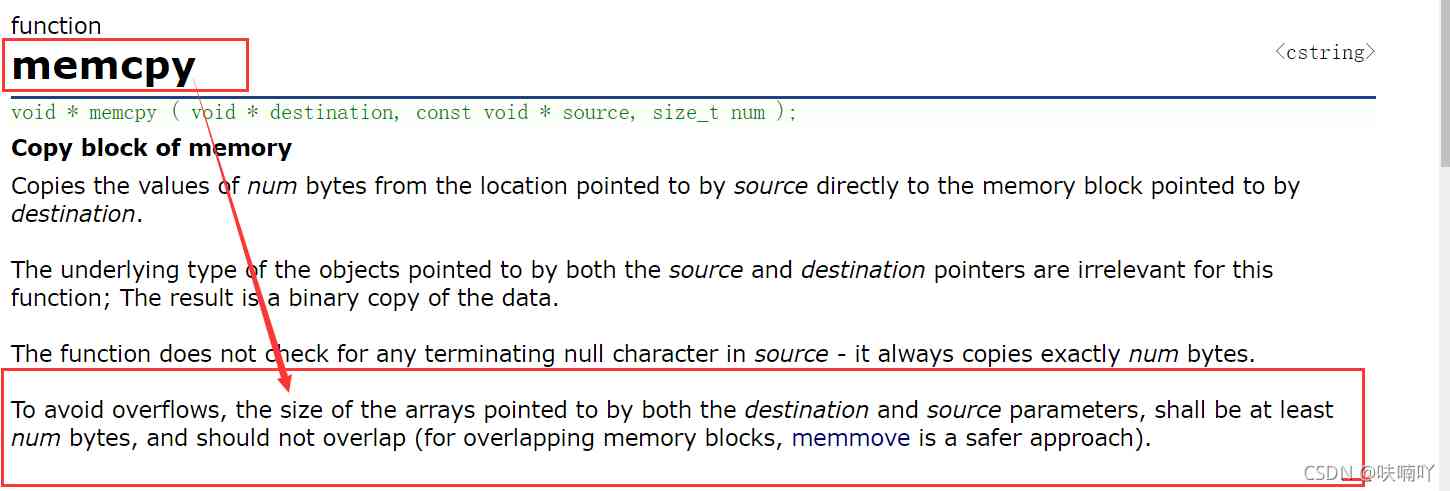 function
memcpy
<cstring>
void * memcpy ( void * destination, const void * source, size_t num );
Copy block of memory
Copies the values of num bytes from the location pointed to by source directly to the memory block pointed to by
destination.
The underlying type of the objects pointed to by both the source and destination pointers are irrelevant for this
function; The result is a binary copy of the data.
The function does not check for any terminating null character in source - it always copies exactly num bytes.
To avoid overflows, the size of the arrays pointed to by both the destination and source parameters, shall be at least
num bytes, and should not overlap (for overlapping memory blocks, memmove is a safer approach).
CSDN @呋喃吖